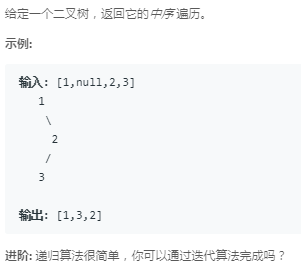 给定一个二叉树，返回它的中序 遍历。
示例:
输入: [1,null,2,3]
1
\
2
/
3
输出: [1,3,2]
进阶: 递归算法很简单，你可以通过迭代算法完成吗？